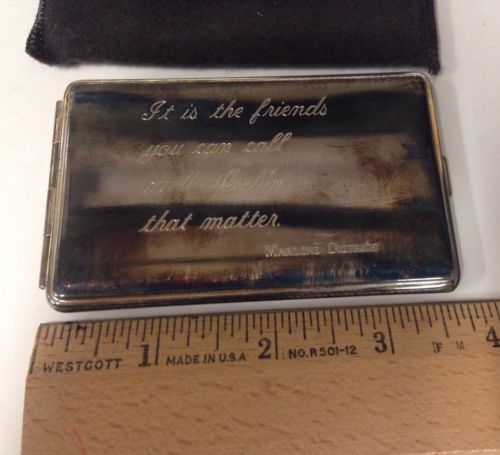 It is the friends
you can call
that matter.
MARLENE DIETRICH
1 2 3 4
WESTCOTT MADE IN U.S.A. NO. R501-12